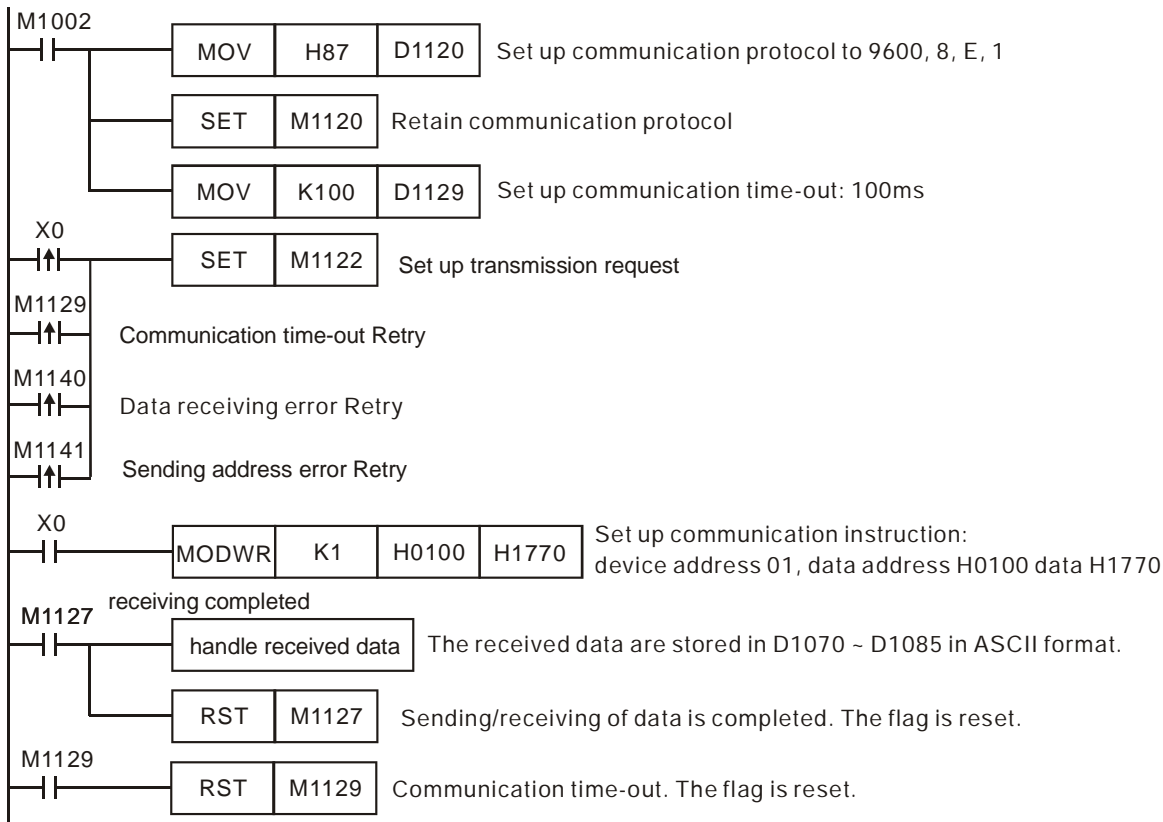 M1002
MOV H87 D1120 Set up communication protocol to 9600, 8, E, 1
SET M1120 Retain communication protocol
MOV K100 D1129 Set up communication time-out: 100ms
X0
SET M1122 Set up transmission request
M1129
Communication time-out Retry
M1140
Data receiving error Retry
M1141
Sending address error Retry
X0
MODWR K1 H0100 H1770 Set up communication instruction:
device address 01, data address H0100 data H1770
receiving completed
M1127
handle received data The received data are stored in D1070 ~ D1085 in ASCII format.
RST M1127 Sending/receiving of data is completed. The flag is reset.
M1129
RST M1129 Communication time-out. The flag is reset.